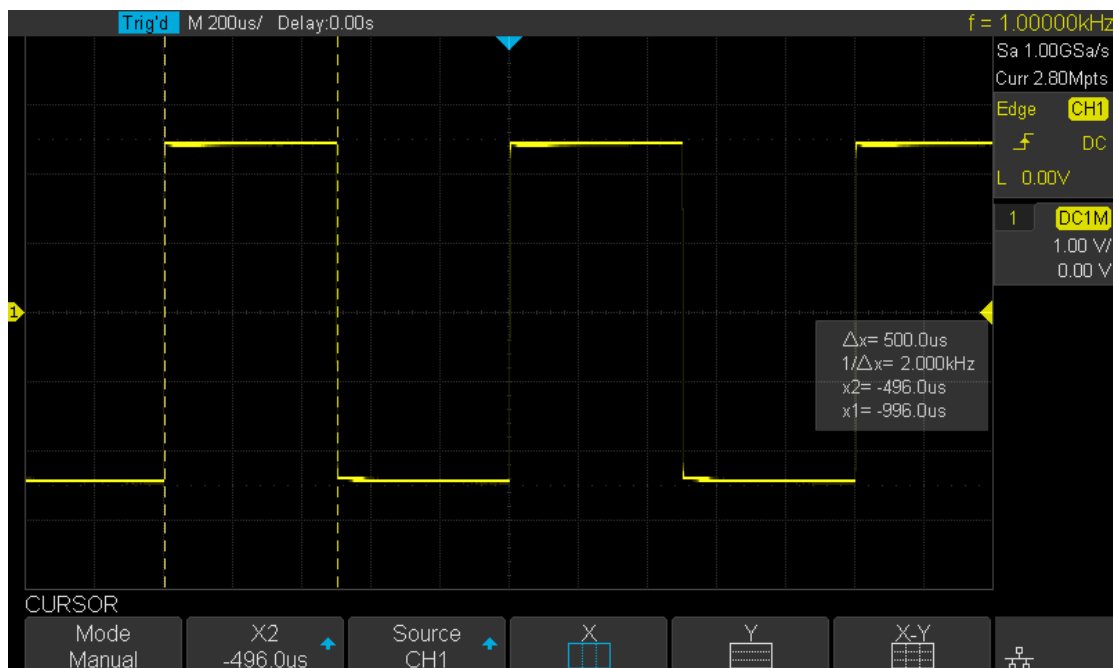 Trig'd M 200us/ Delay:0.00s f = 1.00000kHz
Sa 1.00GSa/s
Curr 2.80Mpts
Edge CH1
DC
L 0.00V
1 DC1M
1.00 V/
0.00 V
1
△x= 500.0us
1/△x= 2.000kHz
x2= -496.0us
x1= -996.0us
CURSOR
Mode X2 Source X Y X-Y
Manual -496.0us CH1